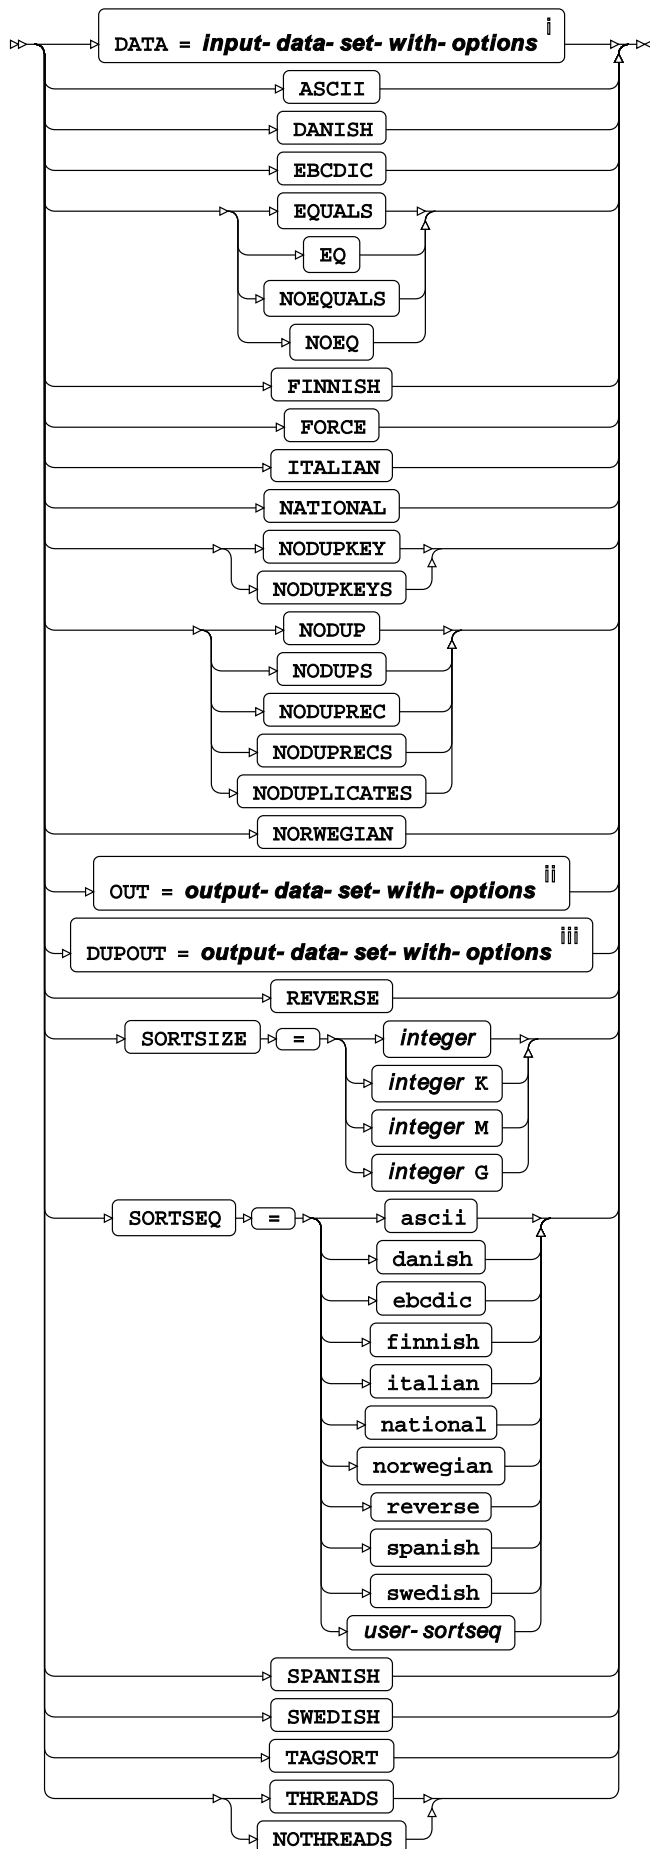 DATA = input-data-set-with-options i
ASCII
DANISH
EBCDIC
EQUALS
EQ
NOEQUALS
NOEQ
FINNISH
FORCE
ITALIAN
NATIONAL
NODUPKEY
NODUPKEYS
NODUP
NODUPS
NODUPREC
NODUPRECS
NODUPLICATES
NORWEGIAN
OUT = output-data-set-with-options ii
DUPOUT = output-data-set-with-options iii
REVERSE
SORTSIZE = integer
integer K
integer M
integer G
SORTSEQ = ascii
danish
ebcdic
finnish
italian
national
norwegian
reverse
spanish
swedish
user-sortseq
SPANISH
SWEDISH
TAGSORT
THREADS
NOTHREADS